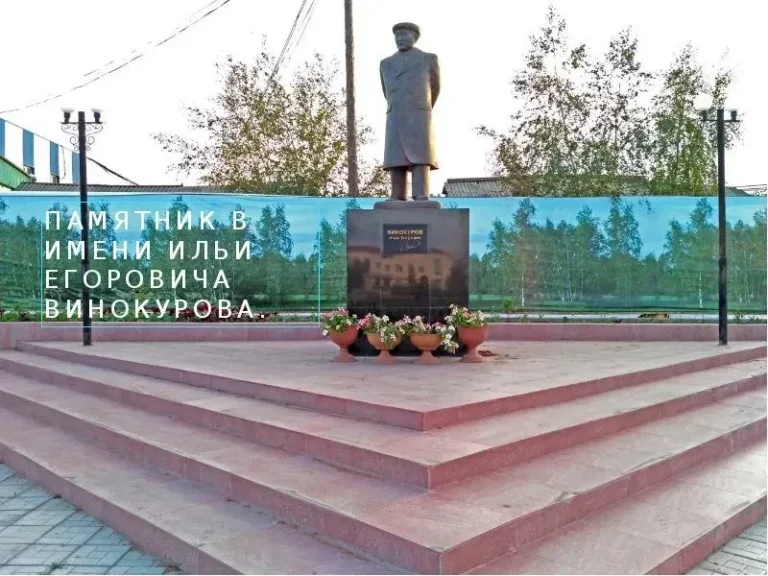 ПАМЯТНИК В
ИМЕНИ ИЛЬИ
ЕГОРОВИЧА
ВИНОКУРОВА.
ВИНОКУРОВ